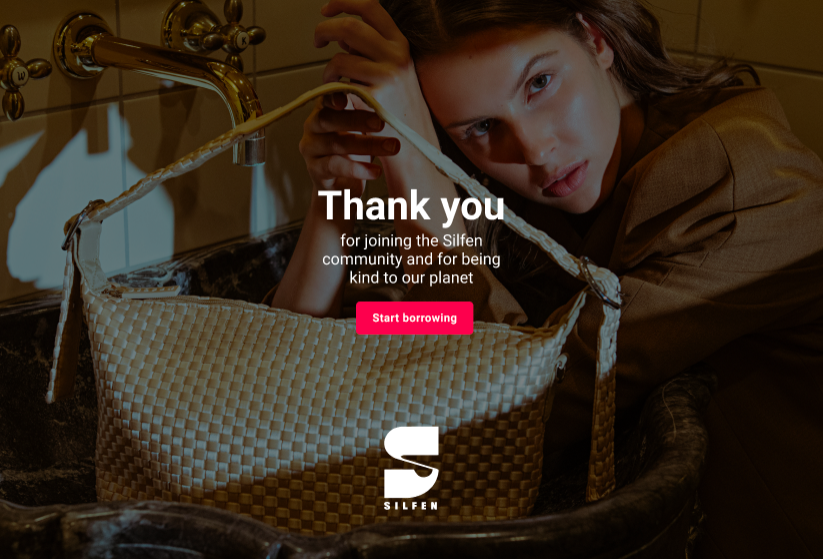 W
K
Thank you
for joining the Silfen
community and for being
kind to our planet
Start borrowing
SILFEN